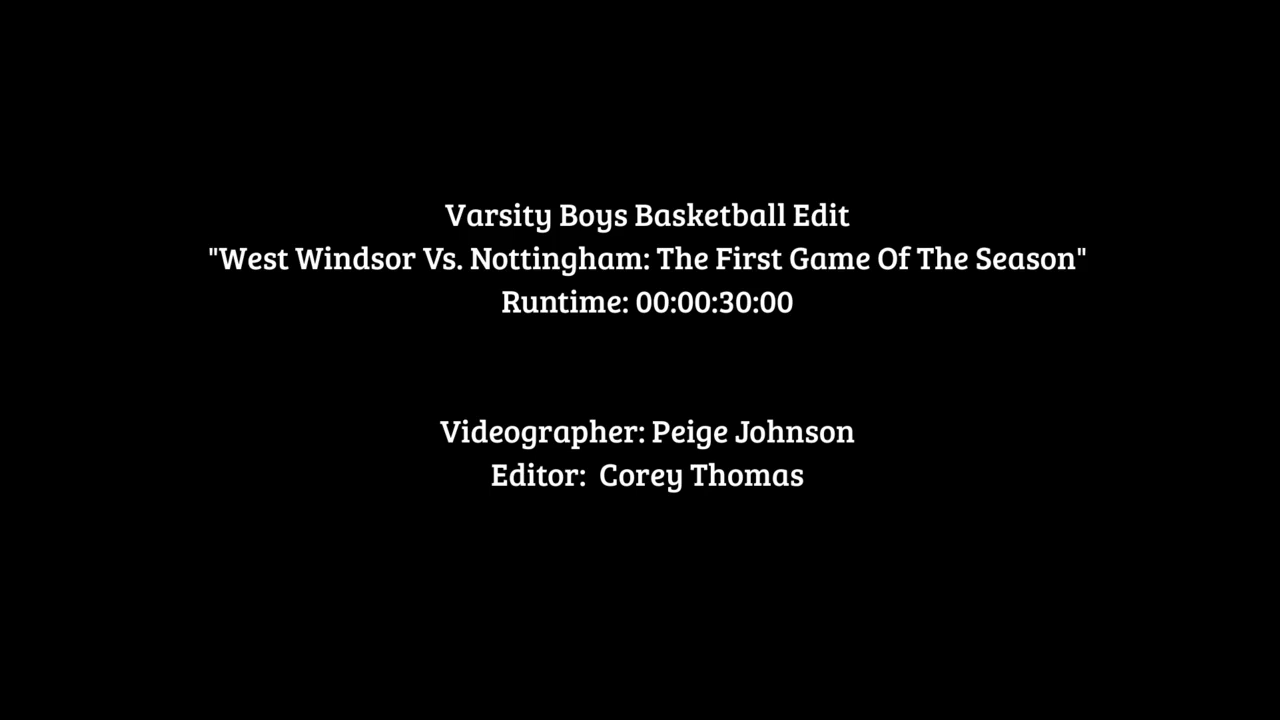 Varsity Boys Basketball Edit
"West Windsor Vs. Nottingham: The First Game Of The Season"
Runtime: 00:00:30:00
Videographer: Peige Johnson
Editor:  Corey Thomas